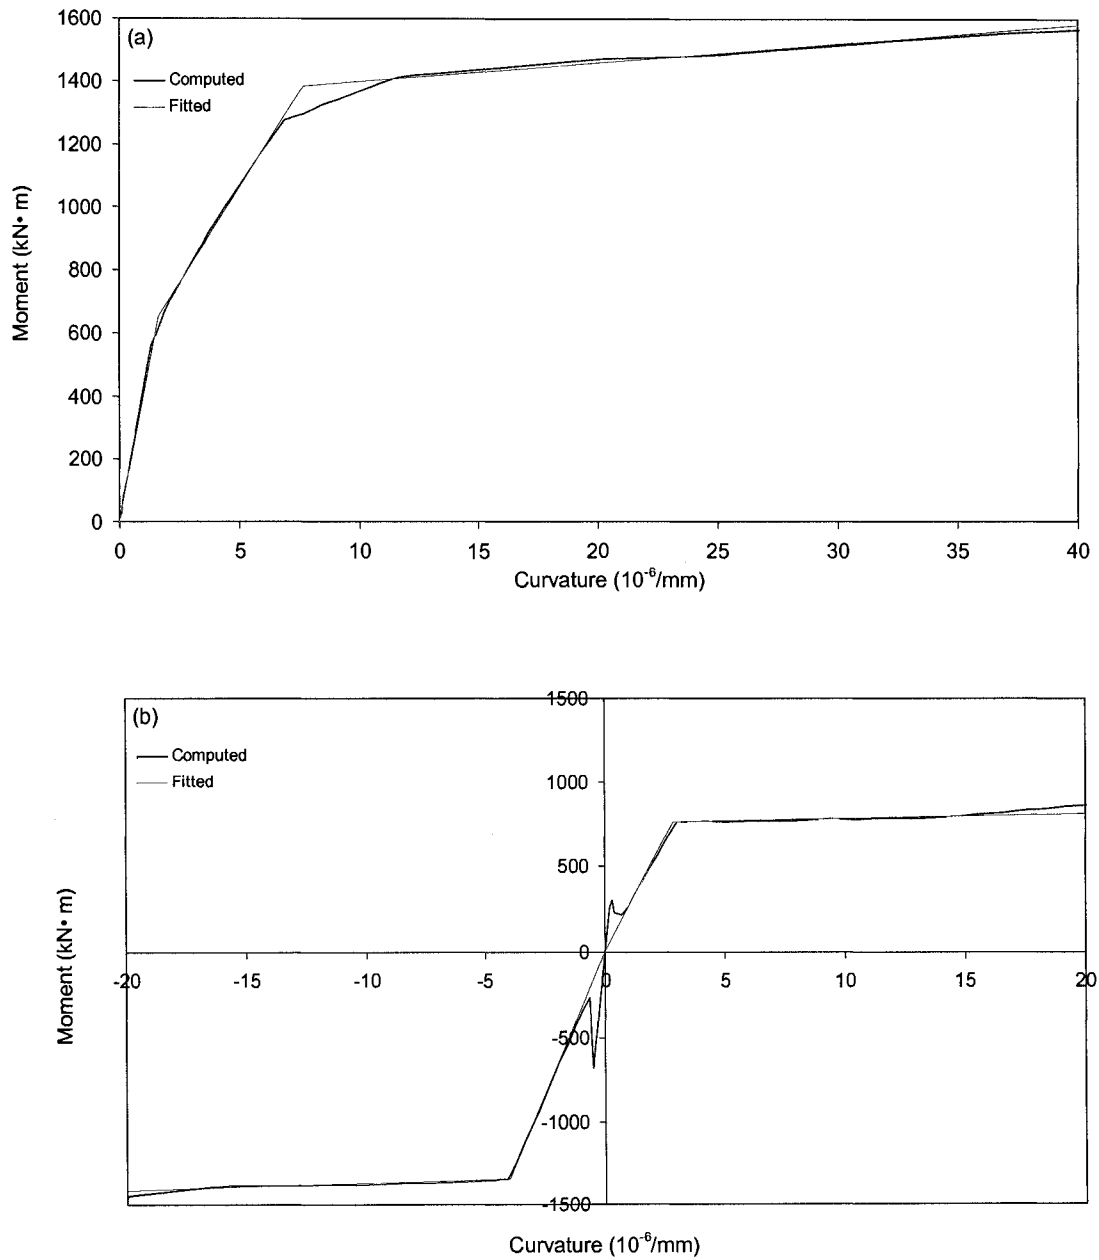 (a)
Computed
Fitted
Moment (kN• m)
1600
1400
1200
1000
800
600
400
200
0
0 5 10 15 20 25 30 35 40
Curvature (10⁻⁶/mm)
(b)
Computed
Fitted
Moment (kN• m)
1500
1000
500
0
-500
-1000
-1500
-20 -15 -10 -5 0 5 10 15 20
Curvature (10⁻⁶/mm)